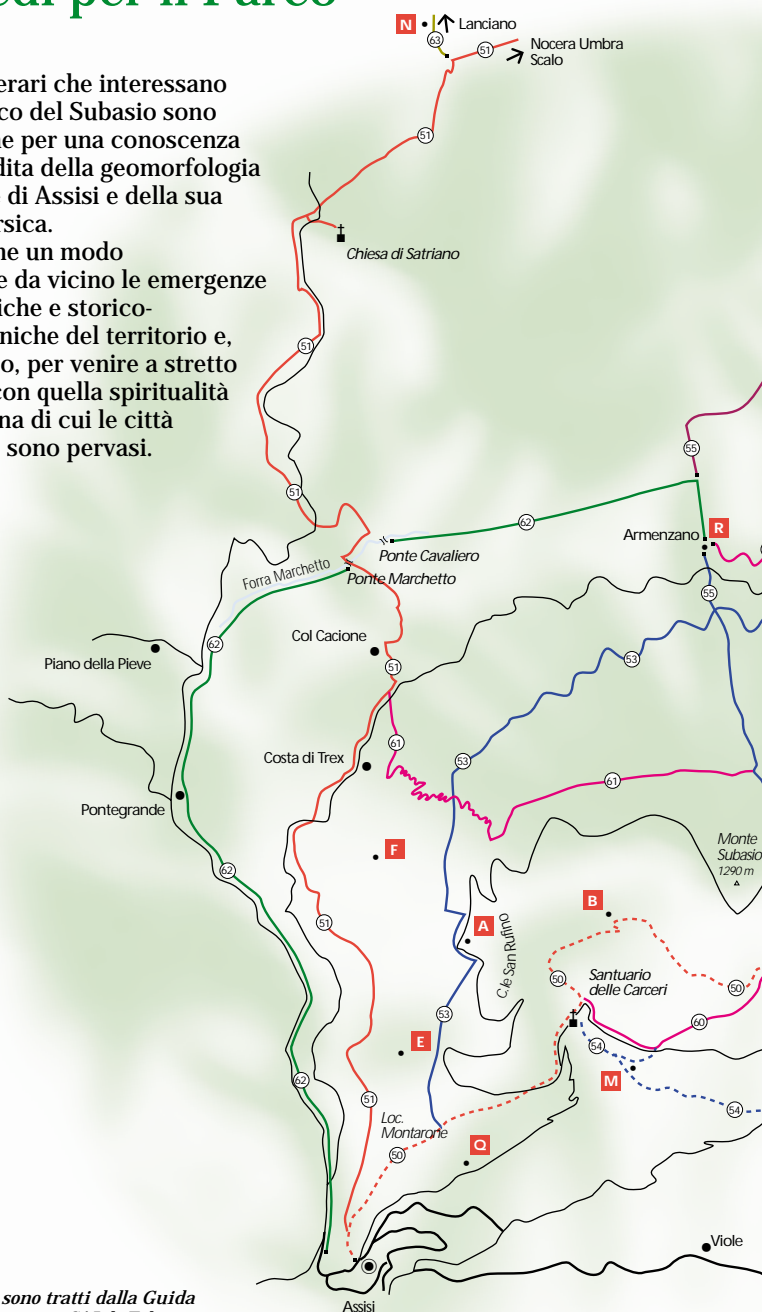 edi per il Parco
erari che interessano
co del Subasio sono
ne per una conoscenza
dita della geomorfologia
di Assisi e della sua
rsica.
ne un modo
e da vicino le emergenze
iche e storico-
niche del territorio e,
o, per venire a stretto
con quella spiritualità
na di cui le città
sono pervasi.
N
Lanciano
63
51
Nocera Umbra
Scalo
51
Chiesa di Satriano
51
51
55
62
Armenzano
R
Ponte Cavaliero
Forra Marchetto
Ponte Marchetto
55
62
Col Cacione
53
Piano della Pieve
51
61
Costa di Trex
53
61
Pontegrande
F
Monte
Subasio
1290 m
62
B
51
A
C.le San Rufino
50
Santuario
delle Carceri
50
53
60
E
54
M
62
51
54
Loc.
Montarone
50
Q
Viole
sono tratti dalla Guida
Assisi